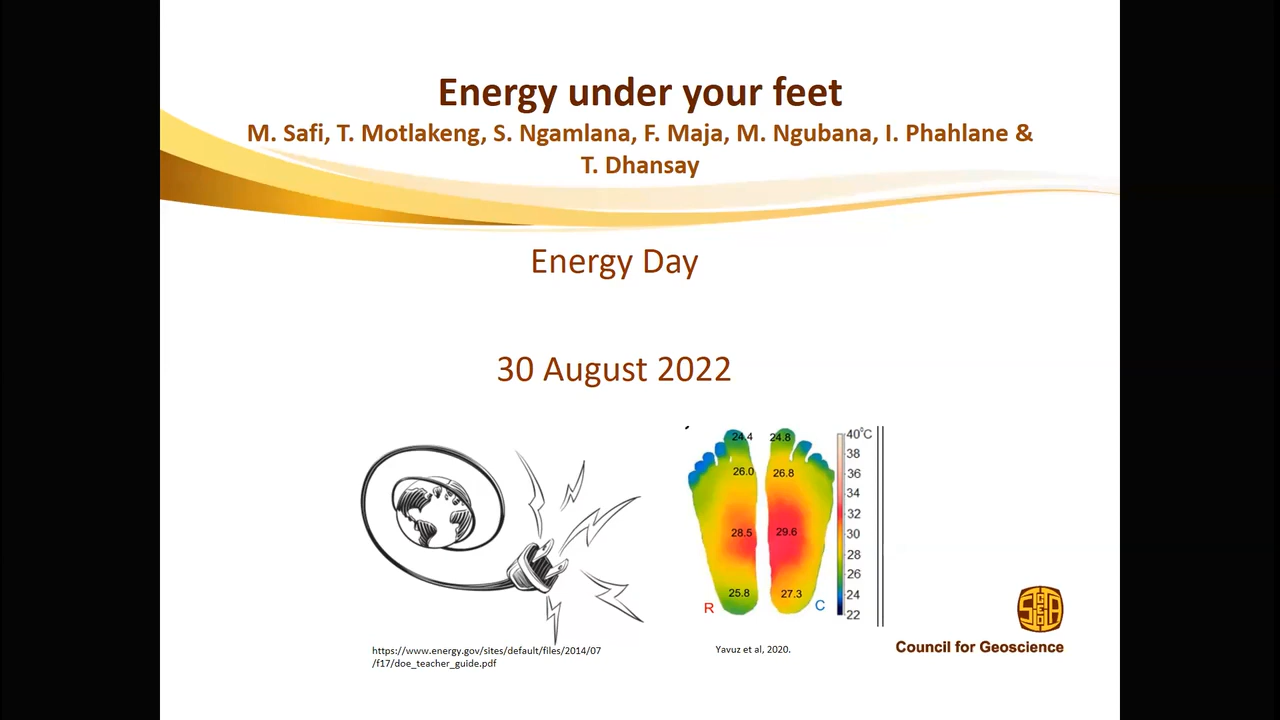 Energy under your feet
M. Safi, T. Motlakeng, S. Ngamlana, F. Maja, M. Ngubana, I. Phahlane &
T. Dhansay
Energy Day
30 August 2022
24.4 24.8
26.0 26.8
28.5 29.6
25.8 27.3
R C
40°C
38
36
34
32
30
28
26
24
22
https://www.energy.gov/sites/default/files/2014/07
/f17/doe_teacher_guide.pdf
Yavuz et al, 2020.
Council for Geoscience